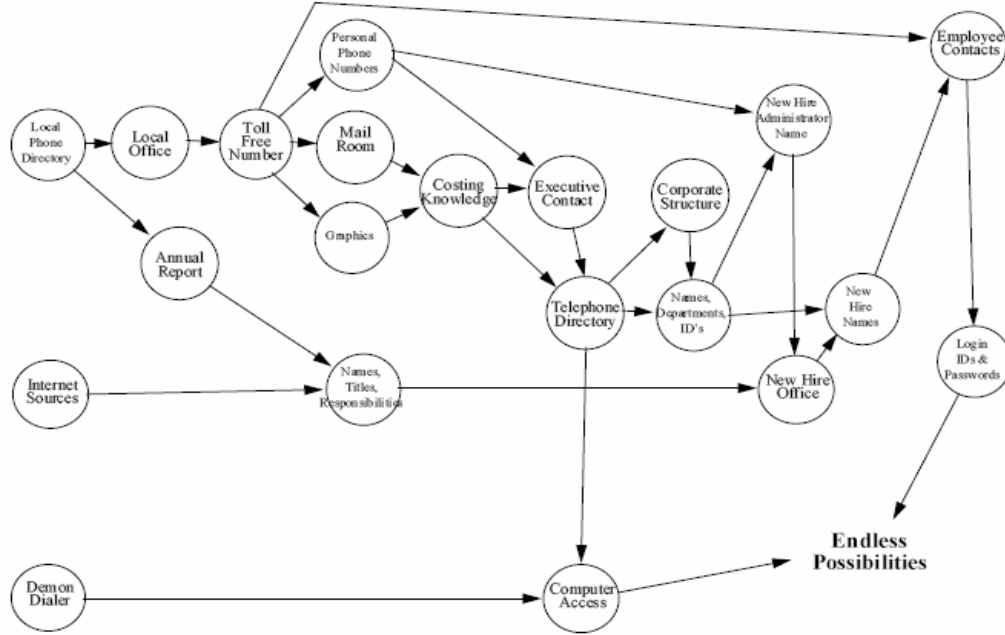 Personal
Phone
Numbers
Employee
Contacts
New Hire
Administrator
Name
Local
Phone
Directory
Local
Office
Toll
Free
Number
Mail
Room
Costing
Knowledge
Executive
Contact
Corporate
Structure
Graphics
Annual
Report
Telephone
Directory
Names,
Departments,
ID's
New
Hire
Names
Login
IDs &
Passwords
Internet
Sources
Names,
Titles,
Responsibilities
New Hire
Office
Endless
Possibilities
Demon
Dialer
Computer
Access